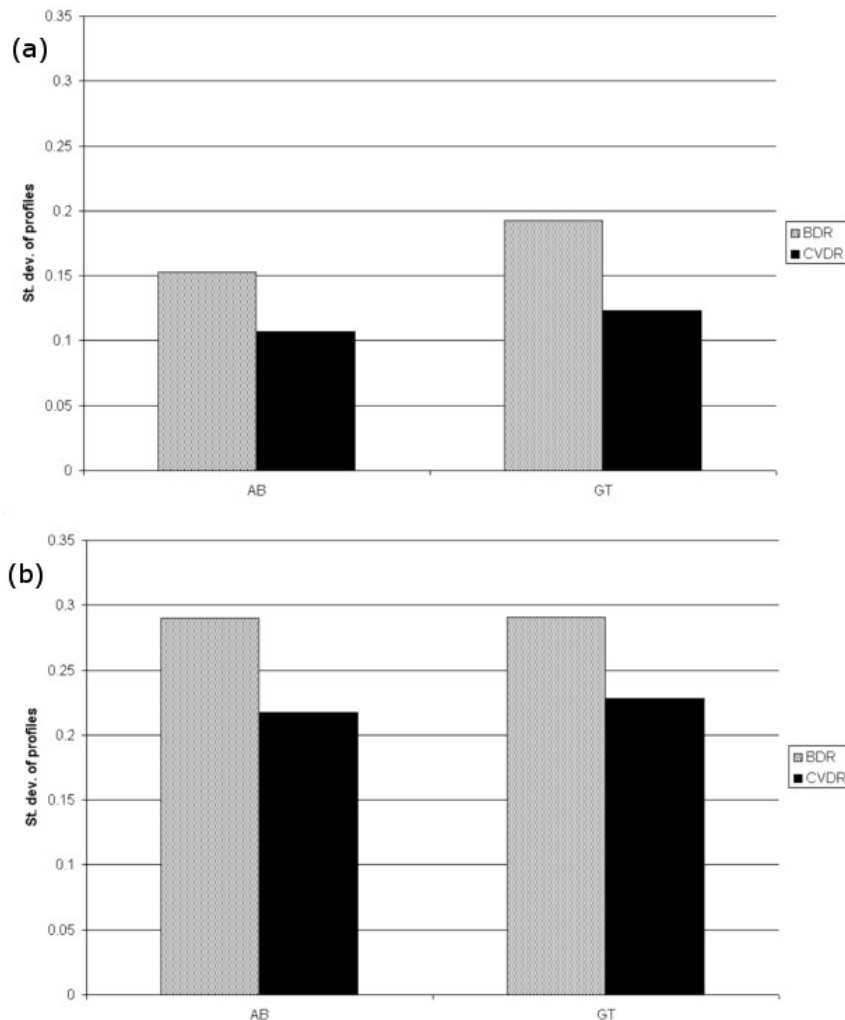 (a)
0.35
0.3
0.25
0.2
0.15
0.1
0.05
0
St. dev. of profiles
AB GT
BDR
CVDR
(b)
0.35
0.3
0.25
0.2
0.15
0.1
0.05
0
St. dev. of profiles
AB GT
BDR
CVDR